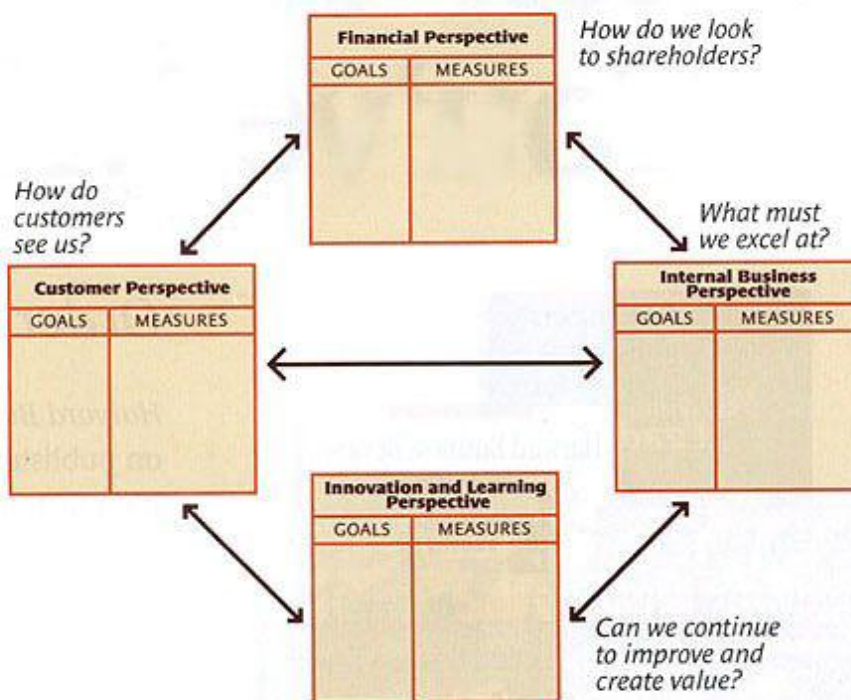 Financial Perspective
GOALS MEASURES
How do we look
to shareholders?
How do
customers
see us?
Customer Perspective
GOALS MEASURES
What must
we excel at?
Internal Business
Perspective
GOALS MEASURES
Innovation and Learning
Perspective
GOALS MEASURES
Can we continue
to improve and
create value?